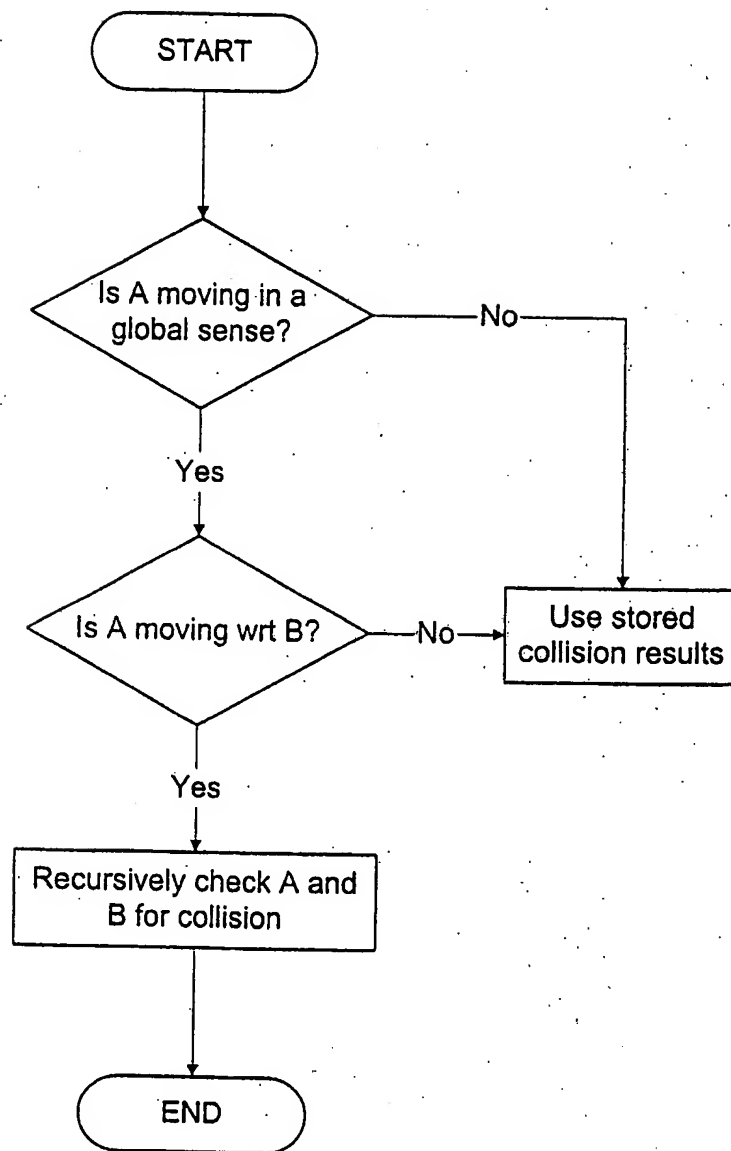 START
Is A moving in a
global sense?
No
Yes
Is A moving wrt B?
No
Use stored
collision results
Yes
Recursively check A and
B for collision
END